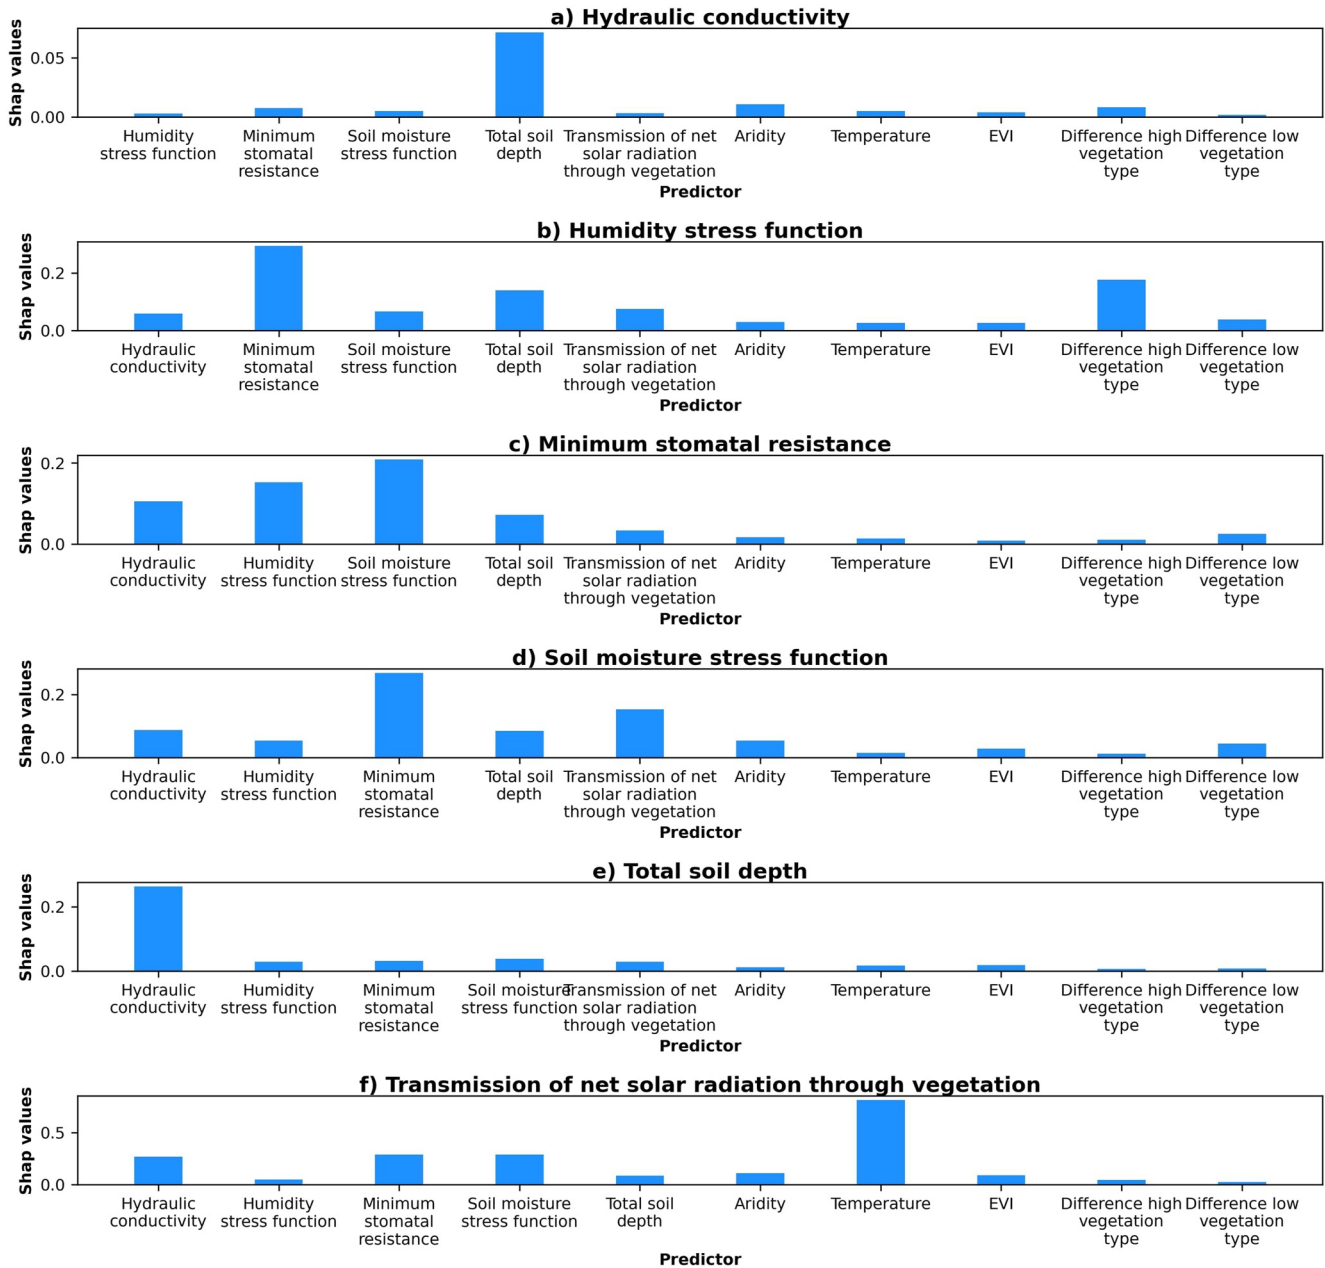 a) Hydraulic conductivity
Shap values
0.05
0.00
Humidity Minimum Soil moisture Total soil Transmission of net Aridity Temperature EVI Difference high Difference low
stress function stomatal stress function depth solar radiation vegetation vegetation
resistance through vegetation type type
Predictor
b) Humidity stress function
Shap values
0.2
0.0
Hydraulic Minimum Soil moisture Total soil Transmission of net Aridity Temperature EVI Difference high Difference low
conductivity stomatal stress function depth solar radiation vegetation vegetation
resistance through vegetation type type
Predictor
c) Minimum stomatal resistance
Shap values
0.2
0.0
Hydraulic Humidity Soil moisture Total soil Transmission of net Aridity Temperature EVI Difference high Difference low
conductivity stress function stress function depth solar radiation vegetation vegetation
through vegetation type type
Predictor
d) Soil moisture stress function
Shap values
0.2
0.0
Hydraulic Humidity Minimum Total soil Transmission of net Aridity Temperature EVI Difference high Difference low
conductivity stress function stomatal depth solar radiation vegetation vegetation
resistance through vegetation type type
Predictor
e) Total soil depth
Shap values
0.2
0.0
Hydraulic Humidity Minimum Soil moisture Transmission of net Aridity Temperature EVI Difference high Difference low
conductivity stress function stomatal stress function solar radiation vegetation vegetation
resistance through vegetation type type
Predictor
f) Transmission of net solar radiation through vegetation
Shap values
0.5
0.0
Hydraulic Humidity Minimum Soil moisture Total soil Aridity Temperature EVI Difference high Difference low
conductivity stress function stomatal stress function depth vegetation vegetation
resistance type type
Predictor